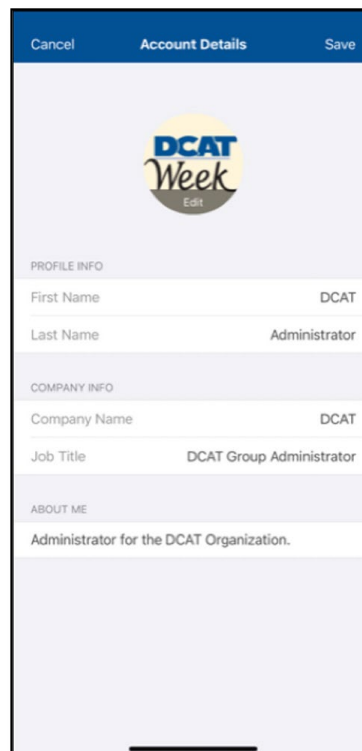 Cancel Account Details Save
DCAT
Week
Edit
PROFILE INFO
First Name DCAT
Last Name Administrator
COMPANY INFO
Company Name DCAT
Job Title DCAT Group Administrator
ABOUT ME
Administrator for the DCAT Organization.